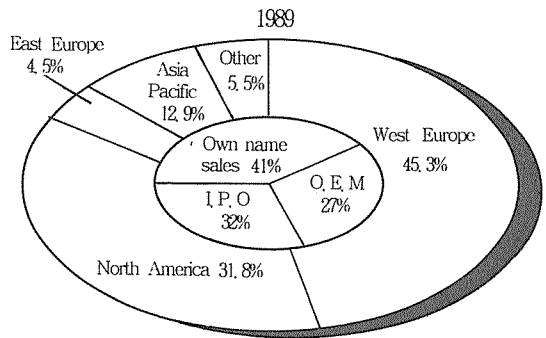 1989
East Europe
4.5%
Asia
Pacific
12.9%
Other
5.5%
West Europe
45.3%
Own name
sales 41%
O.E.M
27%
I.P.O
32%
North America 31.8%